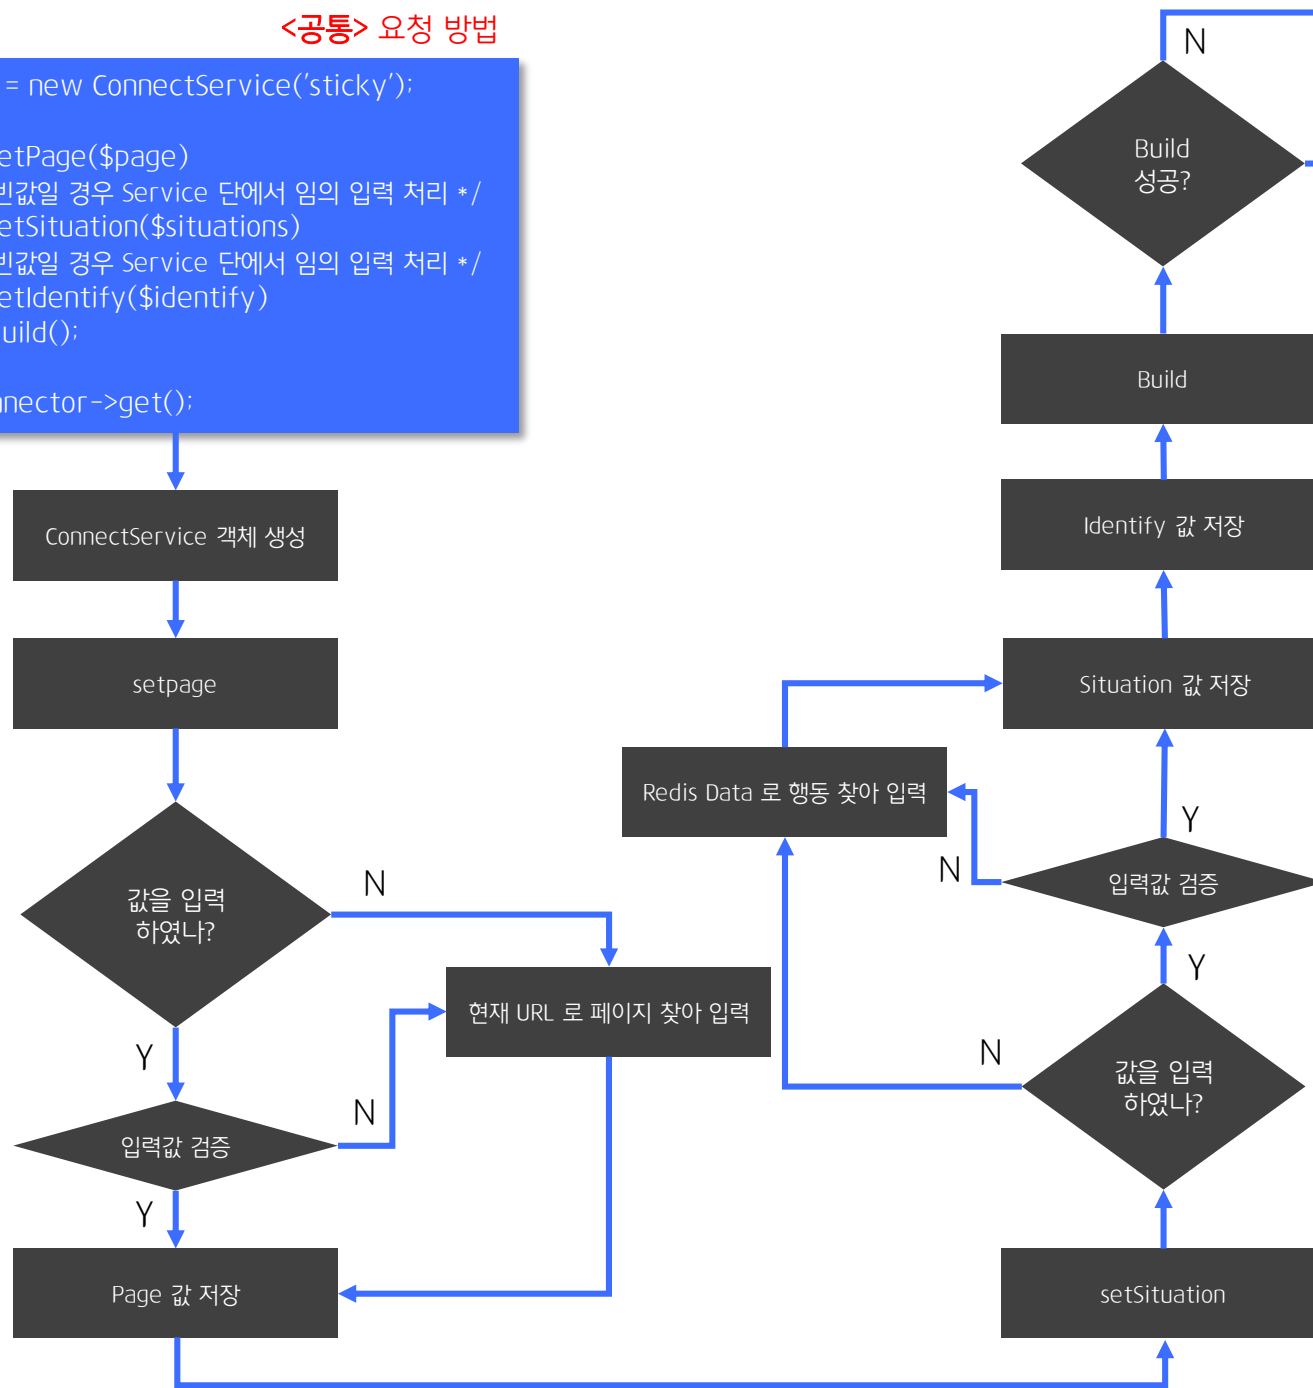 <공통> 요청 방법
= new ConnectService('sticky');
etPage($page)
빈값일 경우 Service 단에서 임의 입력 처리 */
etSituation($situations)
빈값일 경우 Service 단에서 임의 입력 처리 */
etIdentify($identify)
uild();
nnector->get();
ConnectService 객체 생성
setpage
값을 입력
하였나?
N
Y
현재 URL 로 페이지 찾아 입력
입력값 검증
N
Y
Page 값 저장
setSituation
값을 입력
하였나?
N
Y
입력값 검증
N
Y
Redis Data 로 행동 찾아 입력
Situation 값 저장
Identify 값 저장
Build
Build
성공?
N